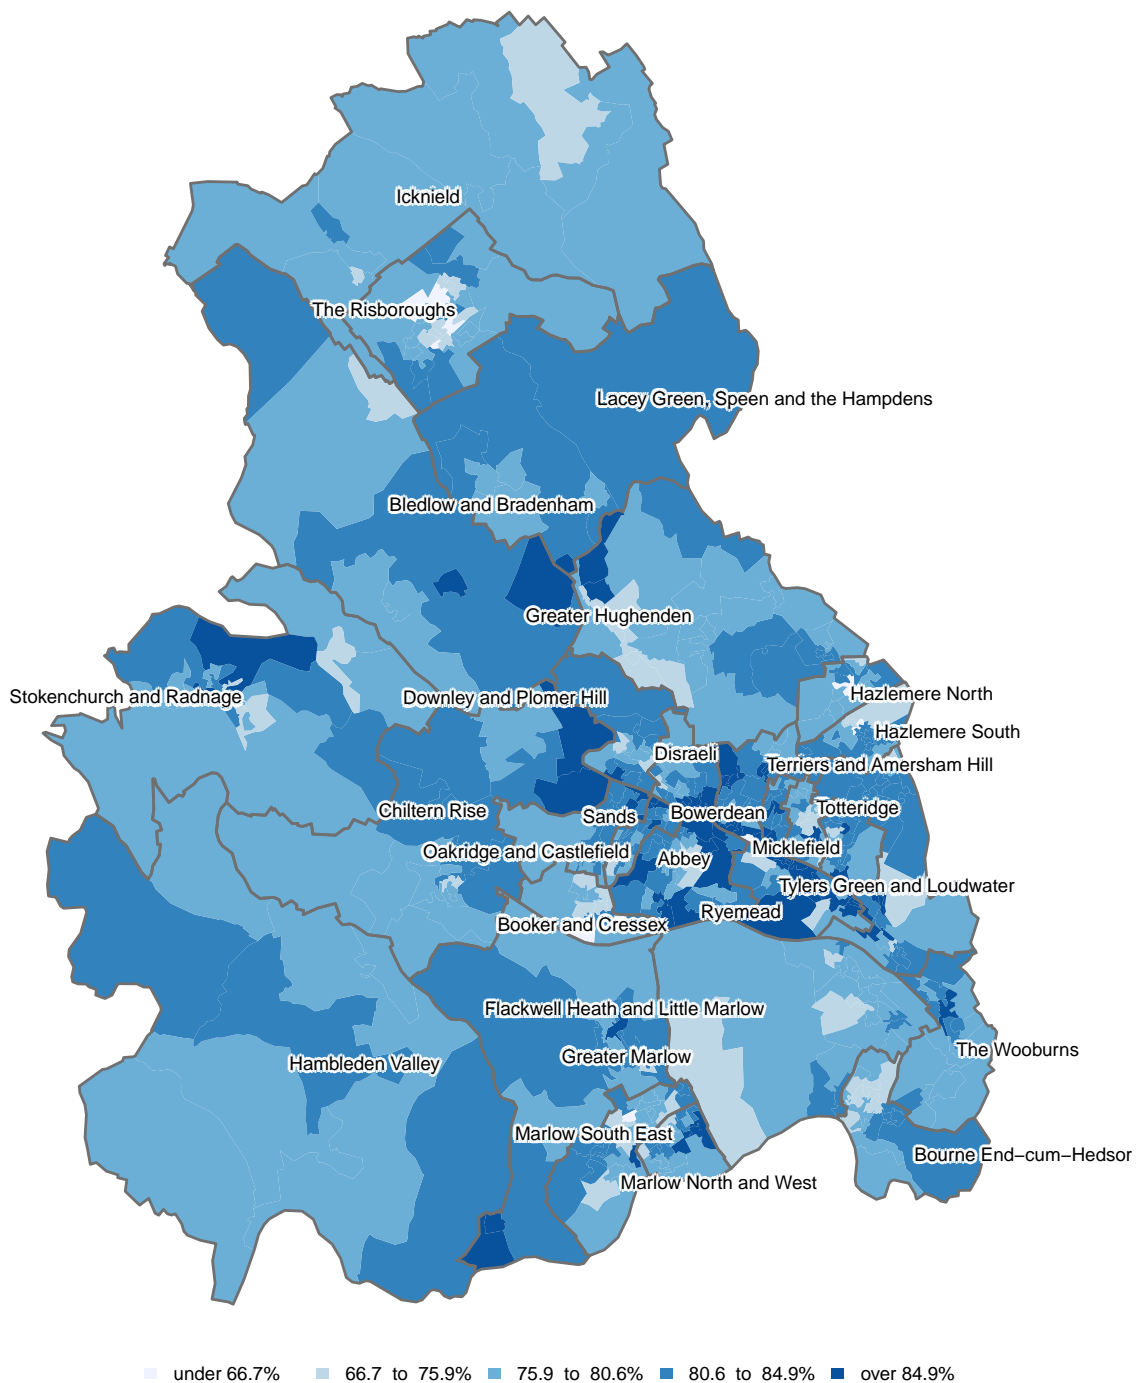 Icknield
The Risboroughs
Lacey Green, Speen and the Hampdens
Bledlow and Bradenham
Greater Hughenden
Stokenchurch and Radnage
Downley and Plomer Hill
Hazlemere North
Hazlemere South
Disraeli
Terriers and Amersham Hill
Chiltern Rise
Sands
Bowerdean
Totteridge
Oakridge and Castlefield
Abbey
Micklefield
Tylers Green and Loudwater
Booker and Cressex
Ryemead
Flackwell Heath and Little Marlow
Greater Marlow
The Wooburns
Hambleden Valley
Marlow South East
Bourne End−cum−Hedsor
Marlow North and West
under 66.7% 66.7 to 75.9% 75.9 to 80.6% 80.6 to 84.9% over 84.9%